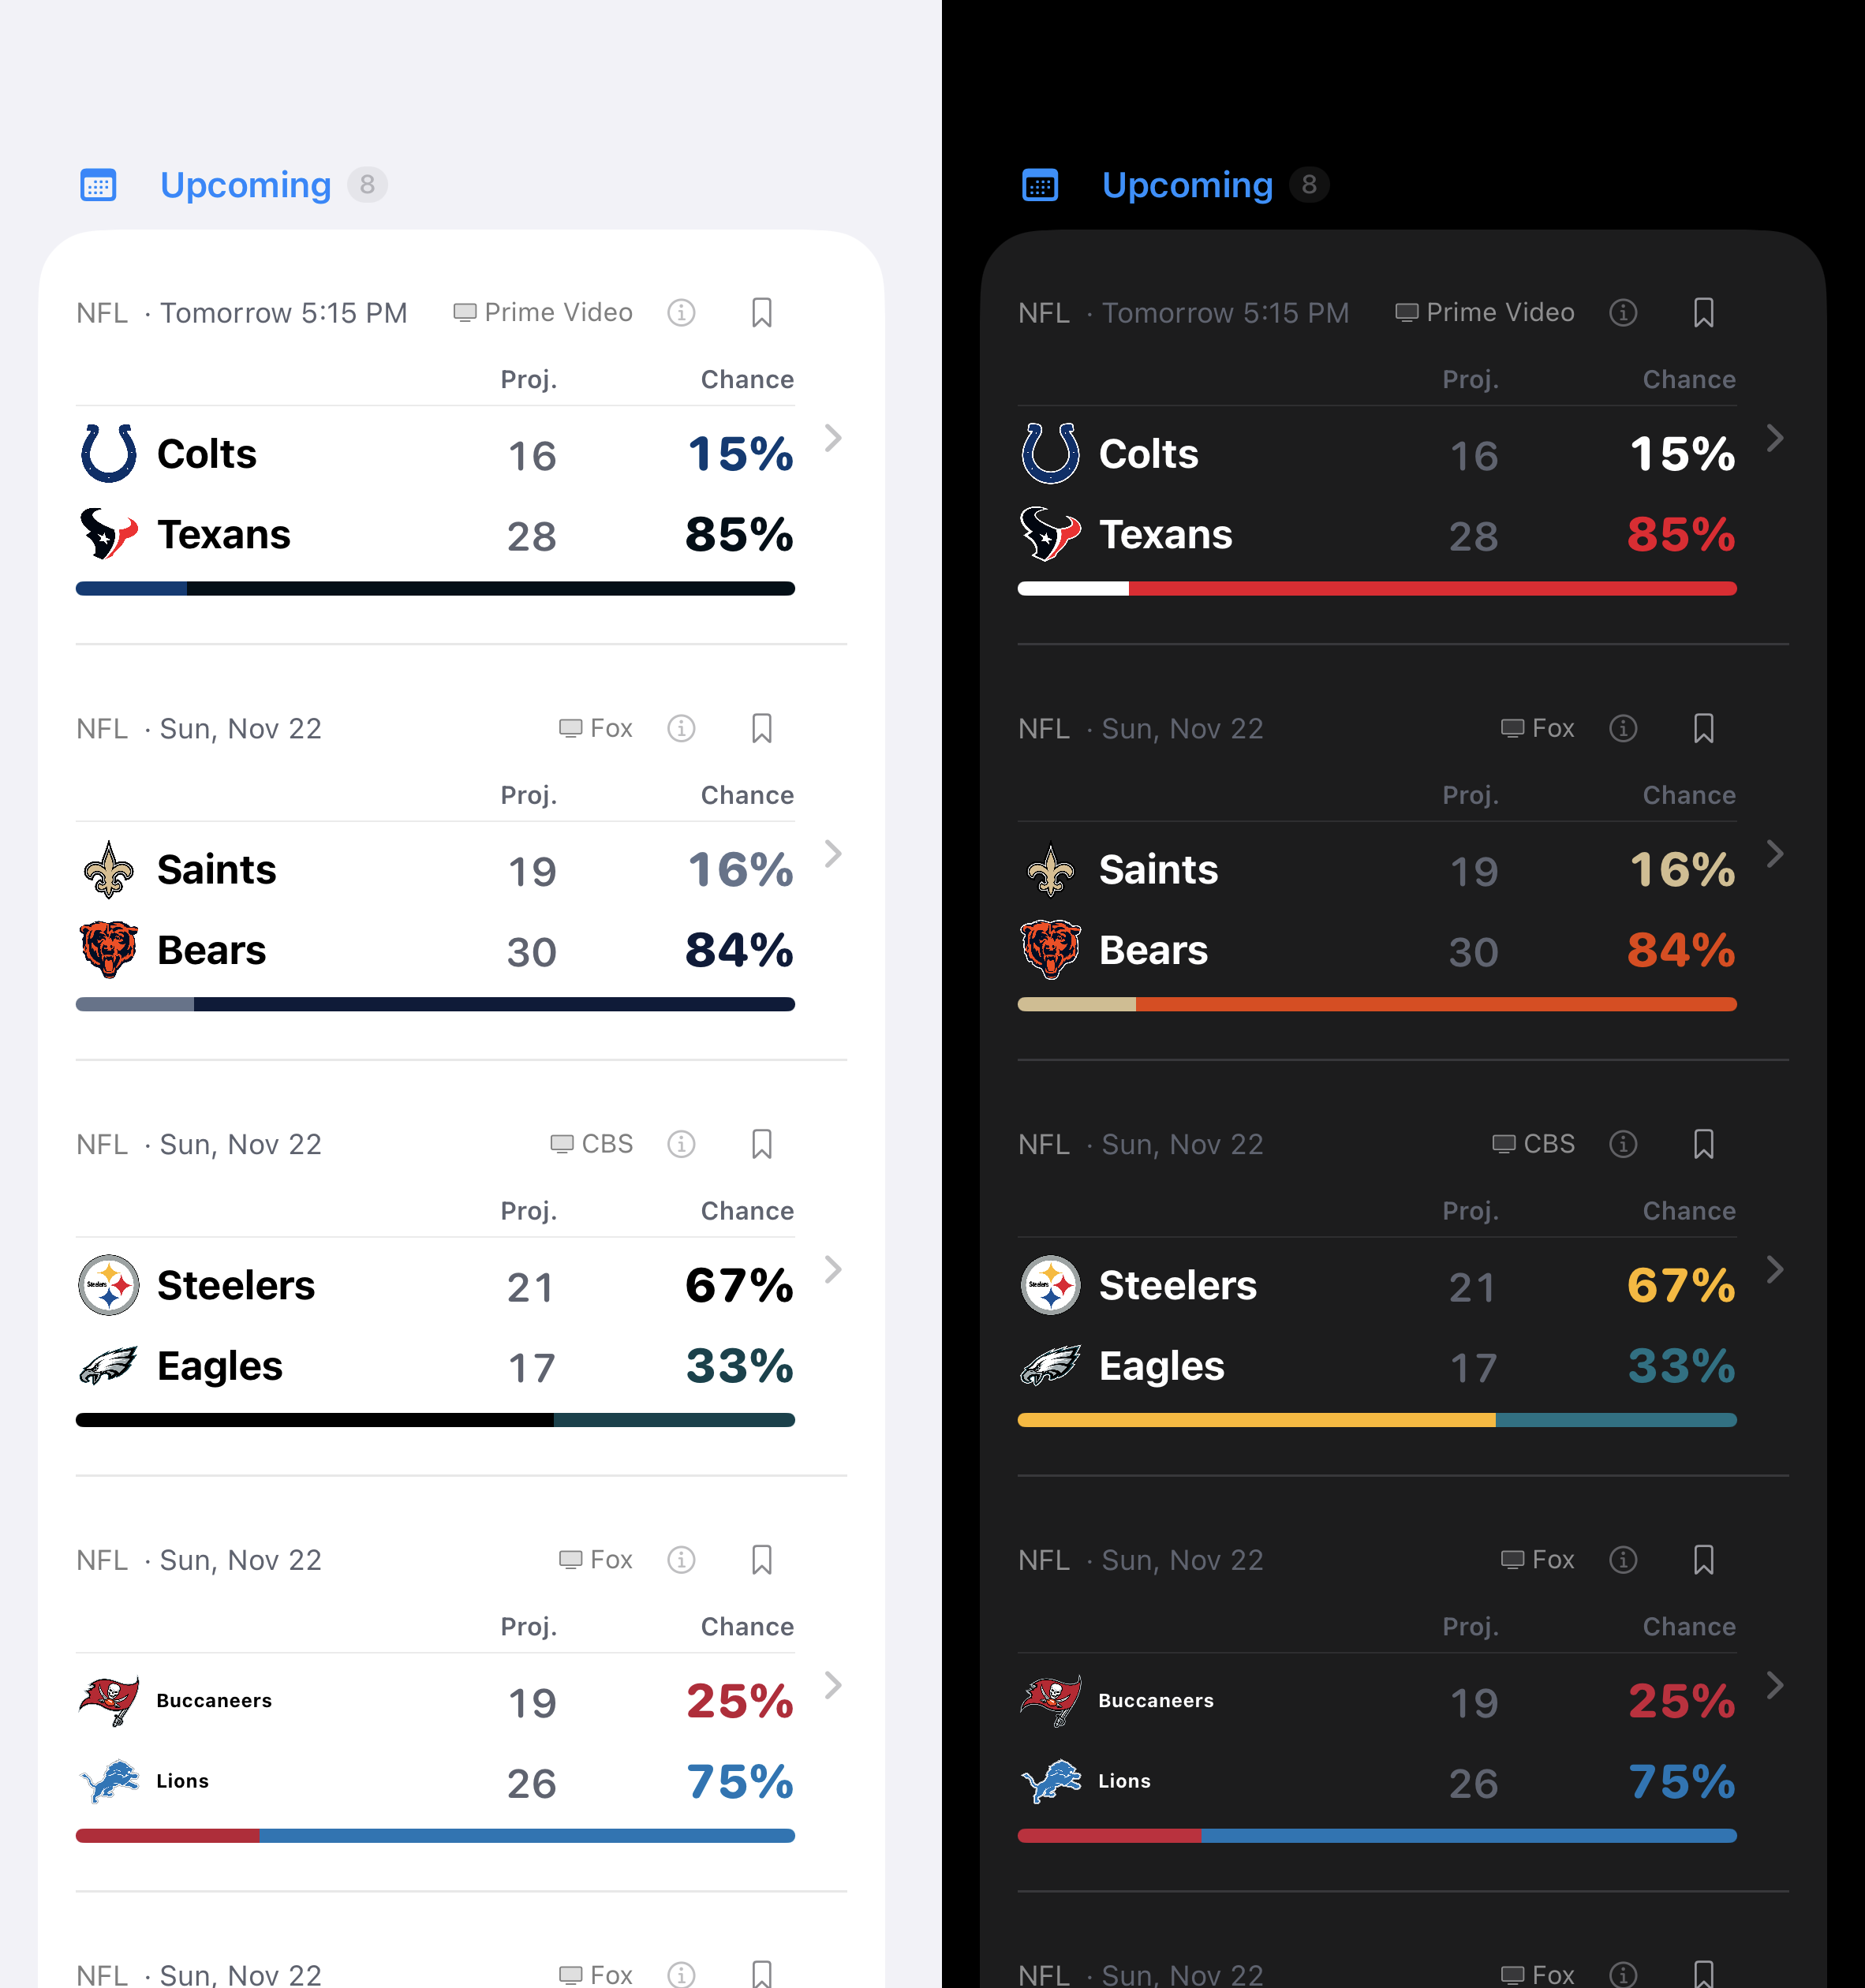 Upcoming 8
NFL · Tomorrow 5:15 PM Prime Video
Proj. Chance
Colts 16 15%
Texans 28 85%
NFL · Sun, Nov 22 Fox
Proj. Chance
Saints 19 16%
Bears 30 84%
NFL · Sun, Nov 22 CBS
Proj. Chance
Steelers
Steelers 21 67%
Eagles 17 33%
NFL · Sun, Nov 22 Fox
Proj. Chance
Buccaneers 19 25%
Lions 26 75%
NFL · Sun, Nov 22 Fox
Upcoming 8
NFL · Tomorrow 5:15 PM Prime Video
Proj. Chance
Colts 16 15%
Texans 28 85%
NFL · Sun, Nov 22 Fox
Proj. Chance
Saints 19 16%
Bears 30 84%
NFL · Sun, Nov 22 CBS
Proj. Chance
Steelers
Steelers 21 67%
Eagles 17 33%
NFL · Sun, Nov 22 Fox
Proj. Chance
Buccaneers 19 25%
Lions 26 75%
NFL · Sun, Nov 22 Fox